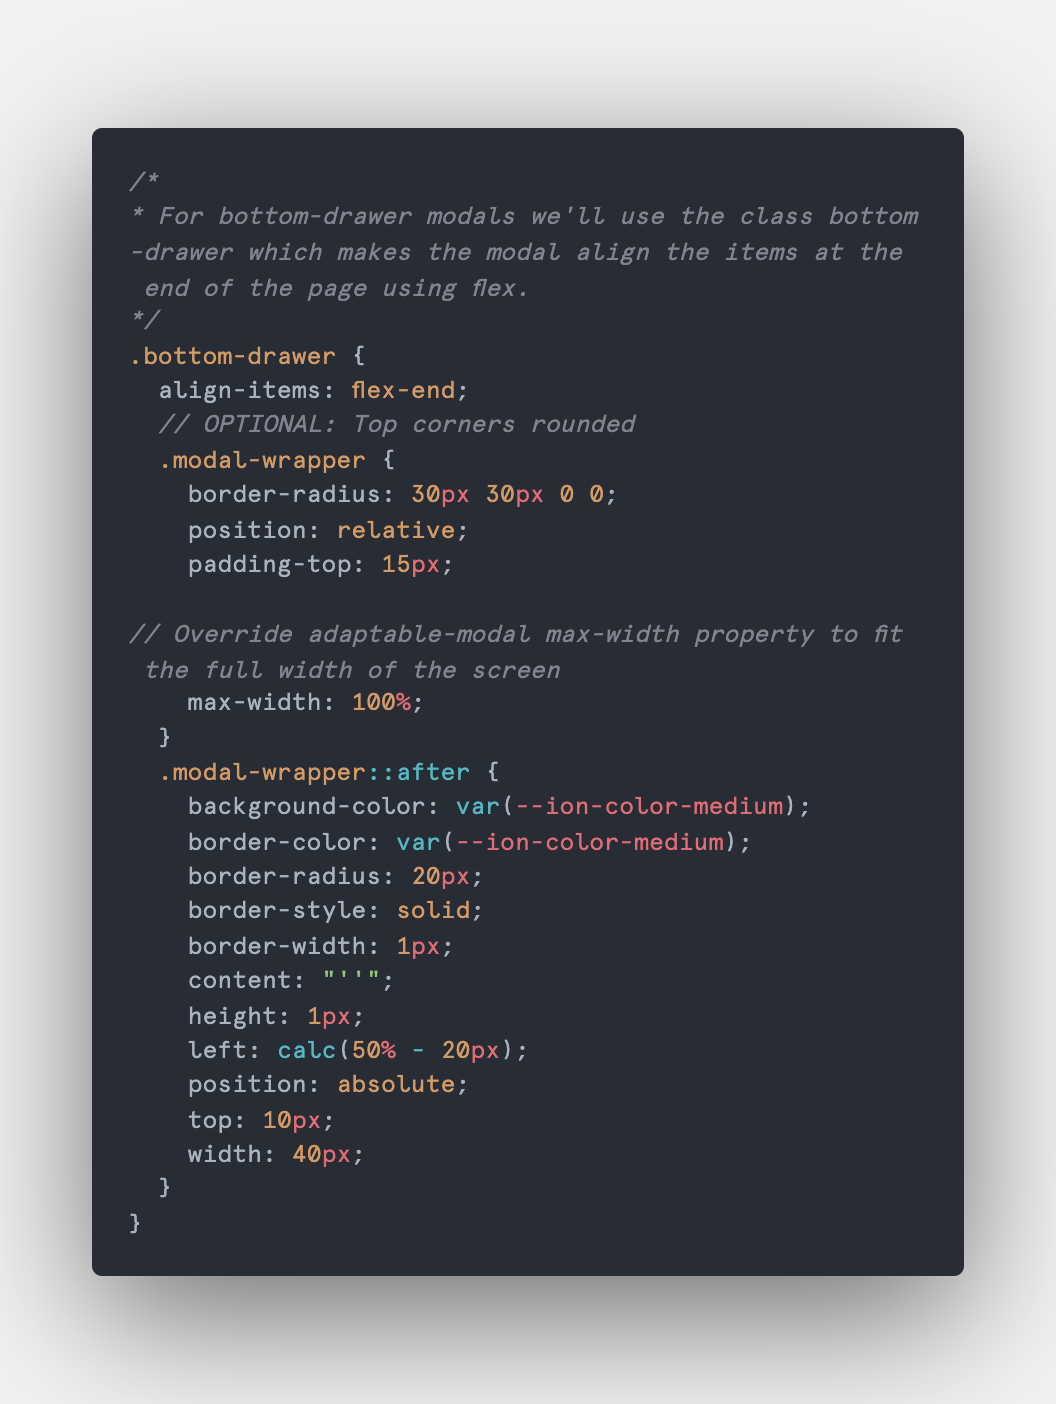 /*
* For bottom-drawer modals we'll use the class bottom
-drawer which makes the modal align the items at the
 end of the page using flex.
*/
.bottom-drawer {
  align-items: flex-end;
  // OPTIONAL: Top corners rounded
  .modal-wrapper {
    border-radius: 30px 30px 0 0;
    position: relative;
    padding-top: 15px;

// Override adaptable-modal max-width property to fit
 the full width of the screen
    max-width: 100%;
  }
  .modal-wrapper::after {
    background-color: var(--ion-color-medium);
    border-color: var(--ion-color-medium);
    border-radius: 20px;
    border-style: solid;
    border-width: 1px;
    content: "''";
    height: 1px;
    left: calc(50% - 20px);
    position: absolute;
    top: 10px;
    width: 40px;
  }
}